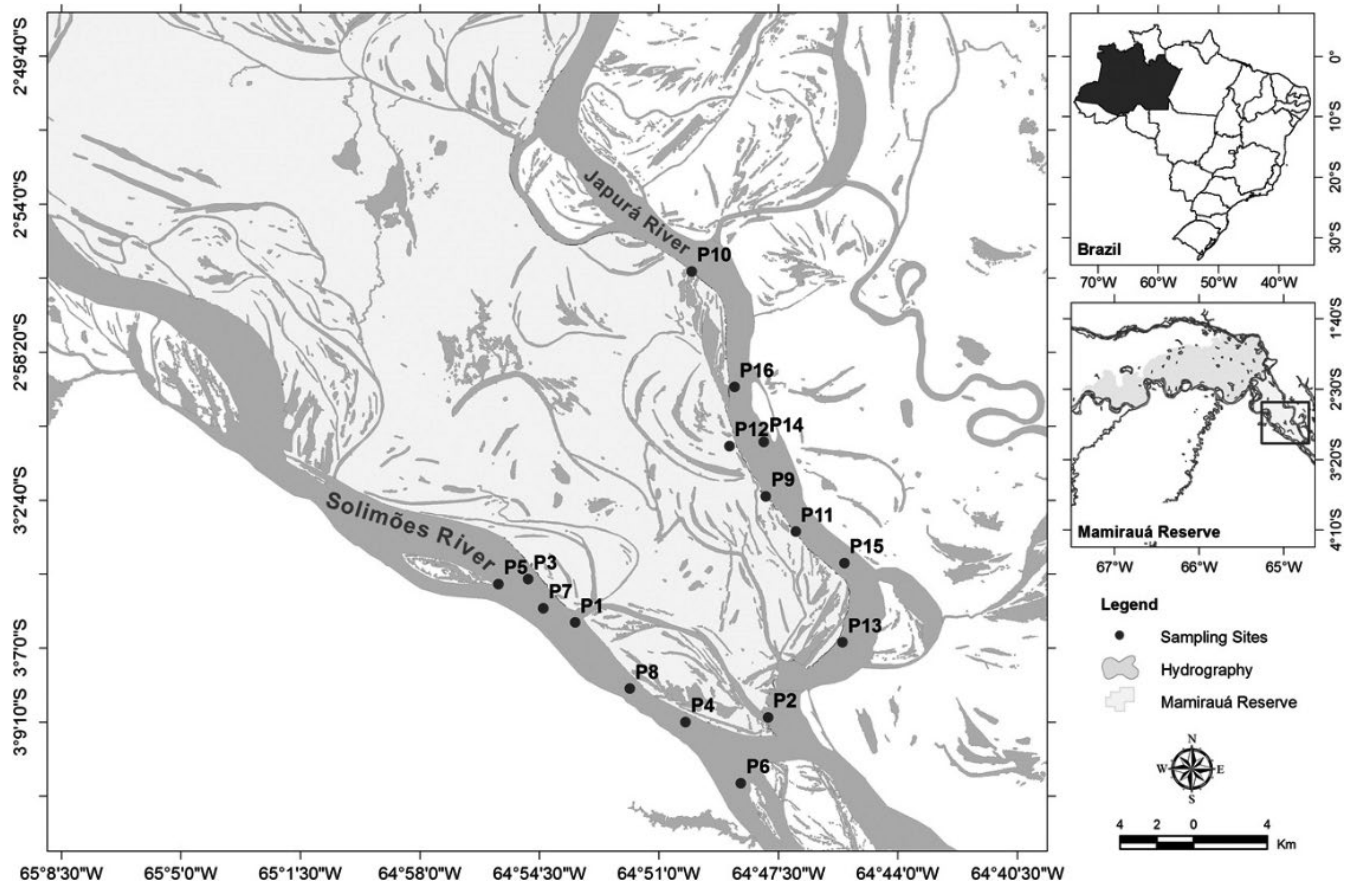 2°49'40"S
2°54'0"S
2°58'20"S
3°2'40"S
3°7'0"S
3°9'10"S
65°8'30"W
65°5'0"W
65°1'30"W
64°58'0"W
64°54'30"W
64°51'0"W
64°47'30"W
64°44'0"W
64°40'30"W
Japurá River
Solimões River
P10
P16
P12
P14
P9
P11
P15
P5
P3
P7
P1
P13
P8
P4
P2
P6
Brazil
0°
10°S
20°S
30°S
70°W
60°W
50°W
40°W
Mamirauá Reserve
1°40'S
2°30'S
3°20'S
4°10'S
67°W
66°W
65°W
Legend
Sampling Sites
Hydrography
Mamirauá Reserve
N
W
E
S
4 2 0 4
Km